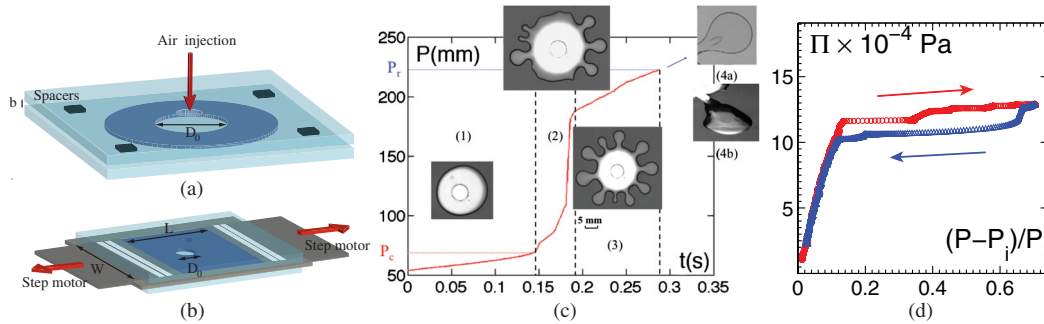 Air injection
b
Spacers
D₀
(a)
L
Step motor
W
D₀
Step motor
(b)
P(mm)
250
Pᵣ
200
150
100
P_c
50
(1)
(2)
(3)
5 mm
(4a)
(4b)
0
0.05
0.1
0.15
0.2
0.25
0.3
0.35
t(s)
(c)
Π × 10⁻⁴ Pa
15
10
5
0
0.2
0.4
0.6
(P−Pᵢ)/P
(d)